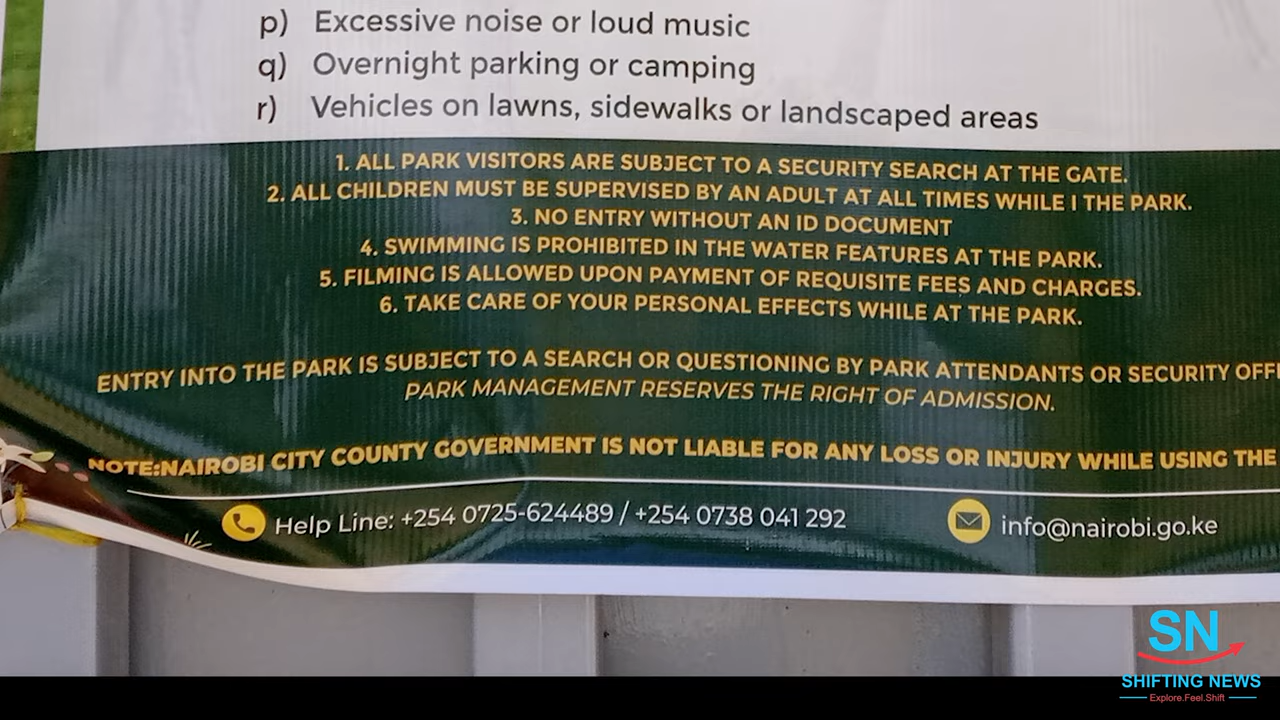 p) Excessive noise or loud music
q) Overnight parking or camping
r) Vehicles on lawns, sidewalks or landscaped areas
1. ALL PARK VISITORS ARE SUBJECT TO A SECURITY SEARCH AT THE GATE.
2. ALL CHILDREN MUST BE SUPERVISED BY AN ADULT AT ALL TIMES WHILE I THE PARK.
3. NO ENTRY WITHOUT AN ID DOCUMENT
4. SWIMMING IS PROHIBITED IN THE WATER FEATURES AT THE PARK.
5. FILMING IS ALLOWED UPON PAYMENT OF REQUISITE FEES AND CHARGES.
6. TAKE CARE OF YOUR PERSONAL EFFECTS WHILE AT THE PARK.
ENTRY INTO THE PARK IS SUBJECT TO A SEARCH OR QUESTIONING BY PARK ATTENDANTS OR SECURITY OFFI
PARK MANAGEMENT RESERVES THE RIGHT OF ADMISSION.
NOTE:NAIROBI CITY COUNTY GOVERNMENT IS NOT LIABLE FOR ANY LOSS OR INJURY WHILE USING THE
Help Line: +254 0725-624489 / +254 0738 041 292
info@nairobi.go.ke
SN
SHIFTING NEWS
Explore.Feel.Shift